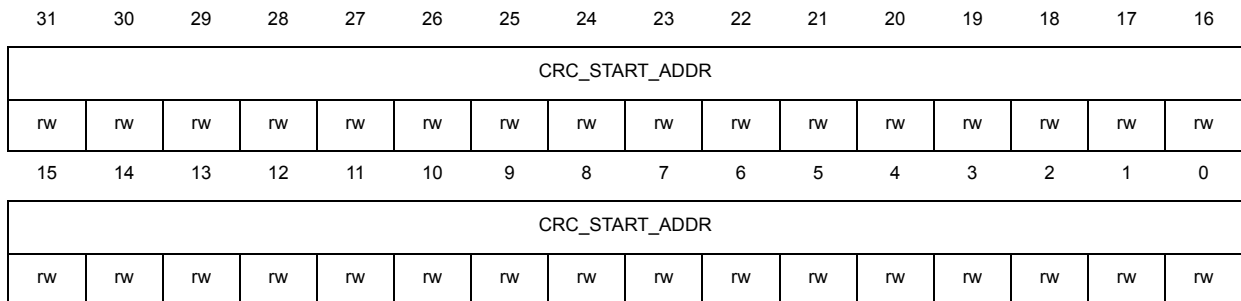 31 30 29 28 27 26 25 24 23 22 21 20 19 18 17 16
CRC_START_ADDR
rw rw rw rw rw rw rw rw rw rw rw rw rw rw rw rw
15 14 13 12 11 10 9 8 7 6 5 4 3 2 1 0
CRC_START_ADDR
rw rw rw rw rw rw rw rw rw rw rw rw rw rw rw rw